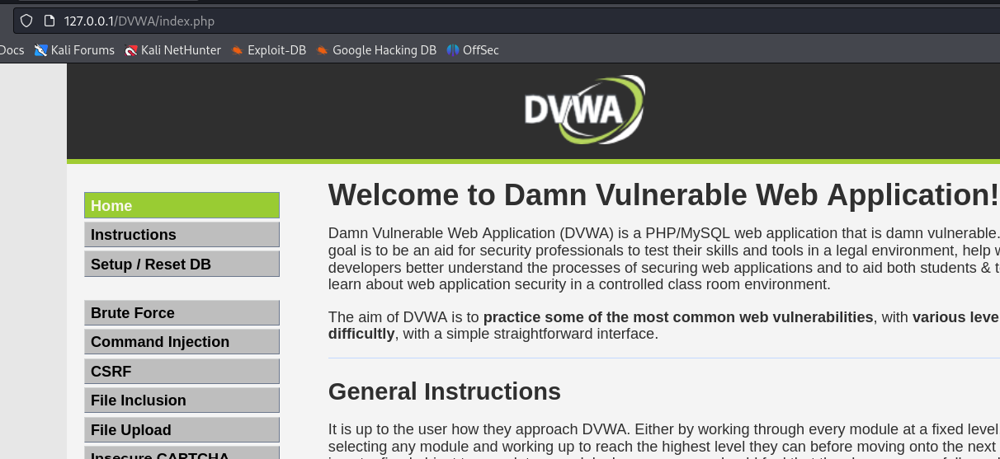 127.0.0.1/DVWA/index.php
Docs Kali Forums Kali NetHunter Exploit-DB Google Hacking DB OffSec
DVWA
Home
Instructions
Setup / Reset DB
Brute Force
Command Injection
CSRF
File Inclusion
File Upload
Insecure CAPTCHA
Welcome to Damn Vulnerable Web Application!
Damn Vulnerable Web Application (DVWA) is a PHP/MySQL web application that is damn vulnerable.
goal is to be an aid for security professionals to test their skills and tools in a legal environment, help
developers better understand the processes of securing web applications and to aid both students &
learn about web application security in a controlled class room environment.
The aim of DVWA is to practice some of the most common web vulnerabilities, with various
difficultly, with a simple straightforward interface.
General Instructions
It is up to the user how they approach DVWA. Either by working through every module at a fixed level
selecting any module and working up to reach the highest level they can before moving onto the next